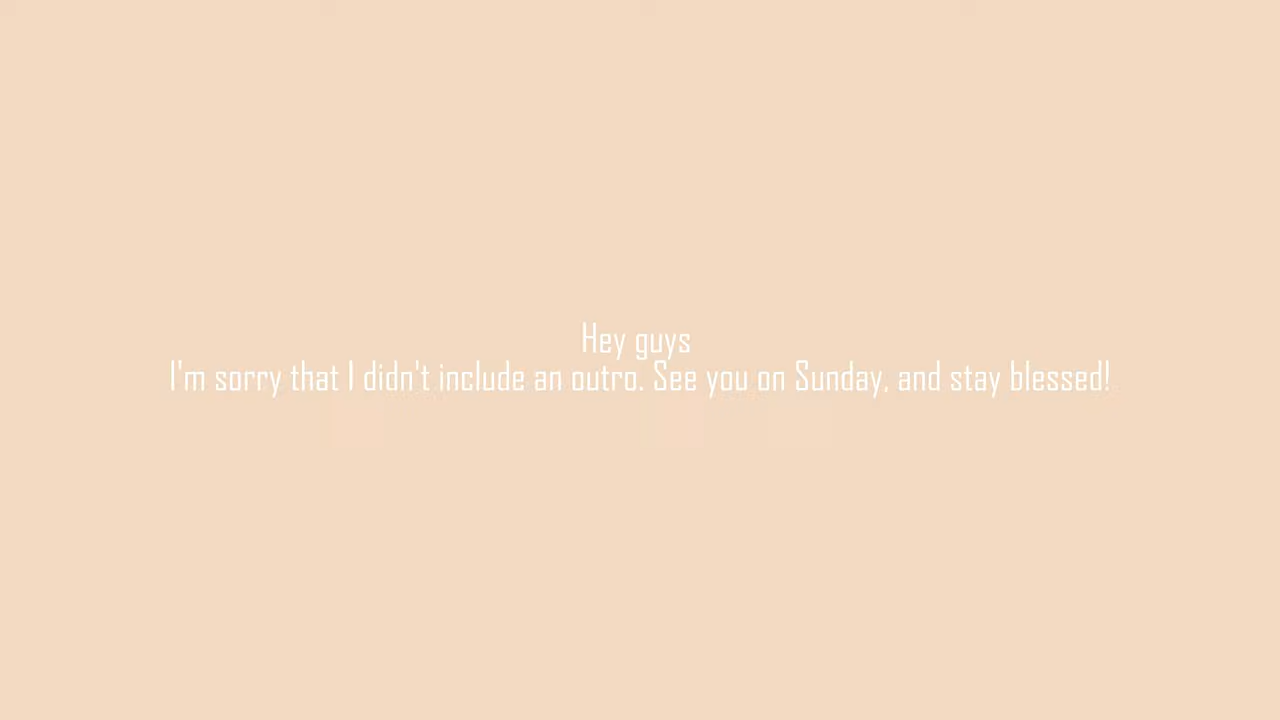 Hey guys
I'm sorry that I didn't include an outro. See you on Sunday, and stay blessed!